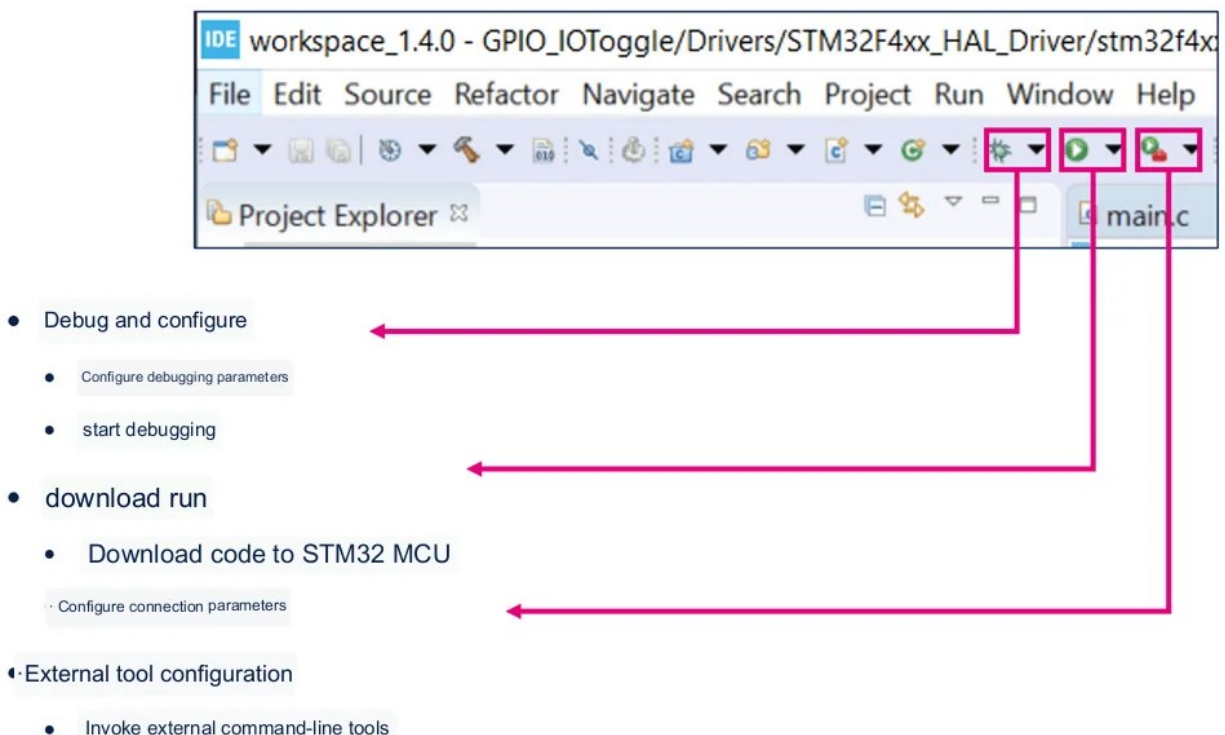 IDE workspace_1.4.0 - GPIO_IOToggle/Drivers/STM32F4xx_HAL_Driver/stm32f4x
File Edit Source Refactor Navigate Search Project Run Window Help
010
Project Explorer
main.c
Debug and configure
Configure debugging parameters
start debugging
download run
Download code to STM32 MCU
Configure connection parameters
External tool configuration
Invoke external command-line tools